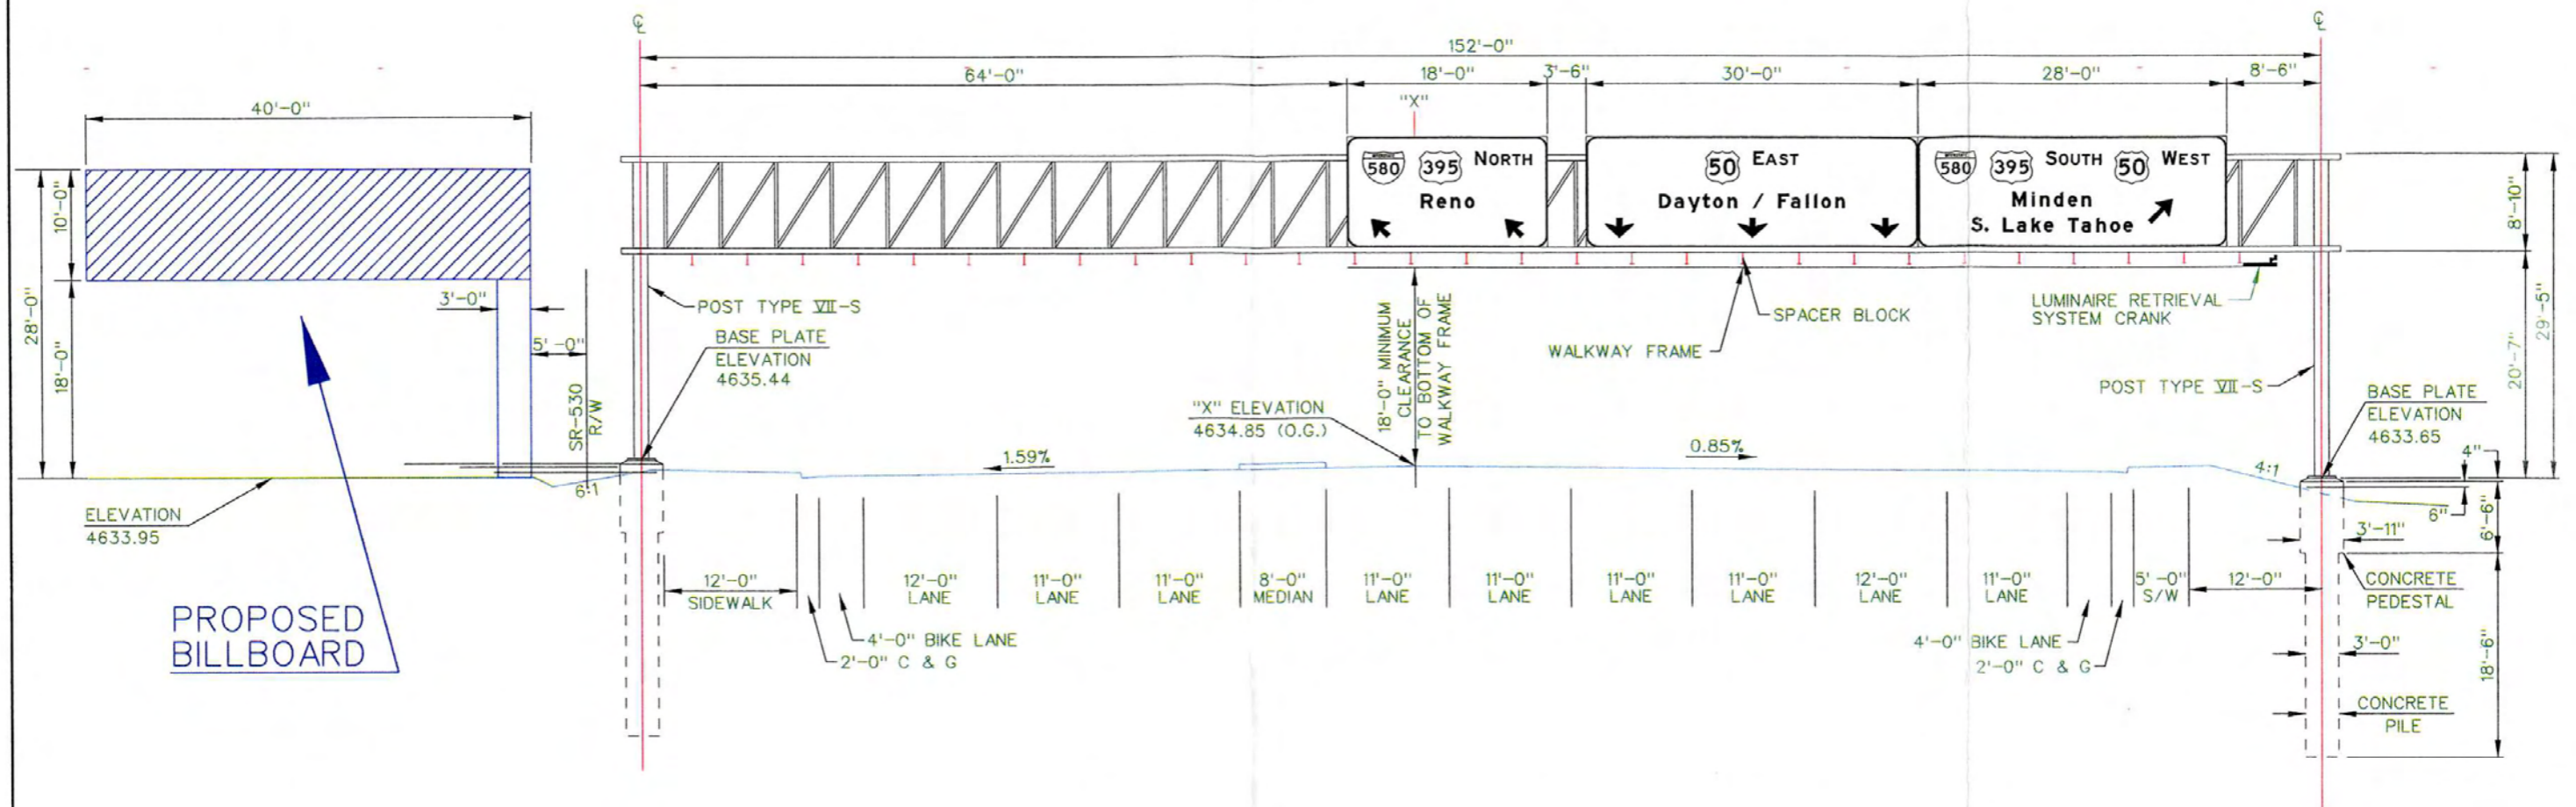 ℄
℄
152'-0"
64'-0"
18'-0"
3'-6"
30'-0"
28'-0"
8'-6"
"X"
40'-0"
580
395
NORTH
Reno
50
EAST
Dayton / Fallon
580
395
SOUTH
50
WEST
Minden
S. Lake Tahoe
10'-0"
28'-0"
18'-0"
3'-0"
5'-0"
SR-530
R/W
POST TYPE VII-S
BASE PLATE
ELEVATION
4635.44
18'-0" MINIMUM
CLEARANCE
TO BOTTOM OF
WALKWAY FRAME
"X" ELEVATION
4634.85 (O.G.)
SPACER BLOCK
WALKWAY FRAME
LUMINAIRE RETRIEVAL
SYSTEM CRANK
POST TYPE VII-S
BASE PLATE
ELEVATION
4633.65
8'-10"
29'-5"
20'-7"
1.59%
0.85%
6:1
4:1
4"
6"
6'-6"
3'-11"
ELEVATION
4633.95
PROPOSED
BILLBOARD
12'-0"
SIDEWALK
12'-0"
LANE
11'-0"
LANE
11'-0"
LANE
8'-0"
MEDIAN
11'-0"
LANE
11'-0"
LANE
11'-0"
LANE
11'-0"
LANE
12'-0"
LANE
11'-0"
LANE
5'-0"
S/W
12'-0"
4'-0" BIKE LANE
2'-0" C & G
4'-0" BIKE LANE
2'-0" C & G
CONCRETE
PEDESTAL
3'-0"
18'-6"
CONCRETE
PILE